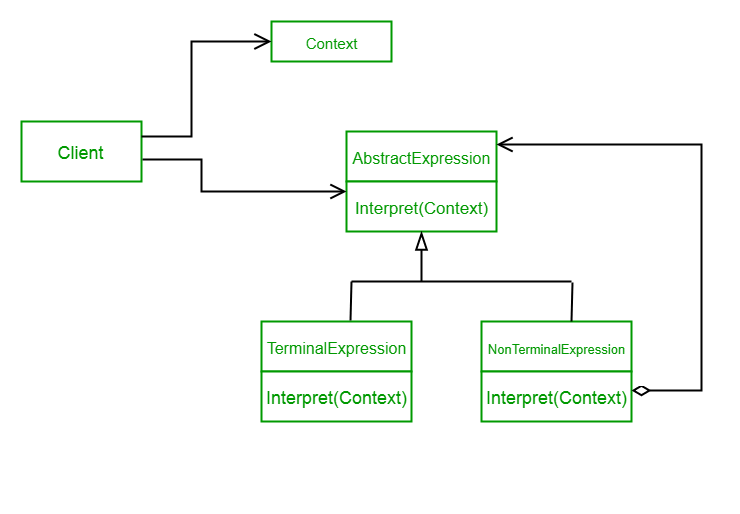 Context
Client
AbstractExpression
Interpret(Context)
TerminalExpression
Interpret(Context)
NonTerminalExpression
Interpret(Context)